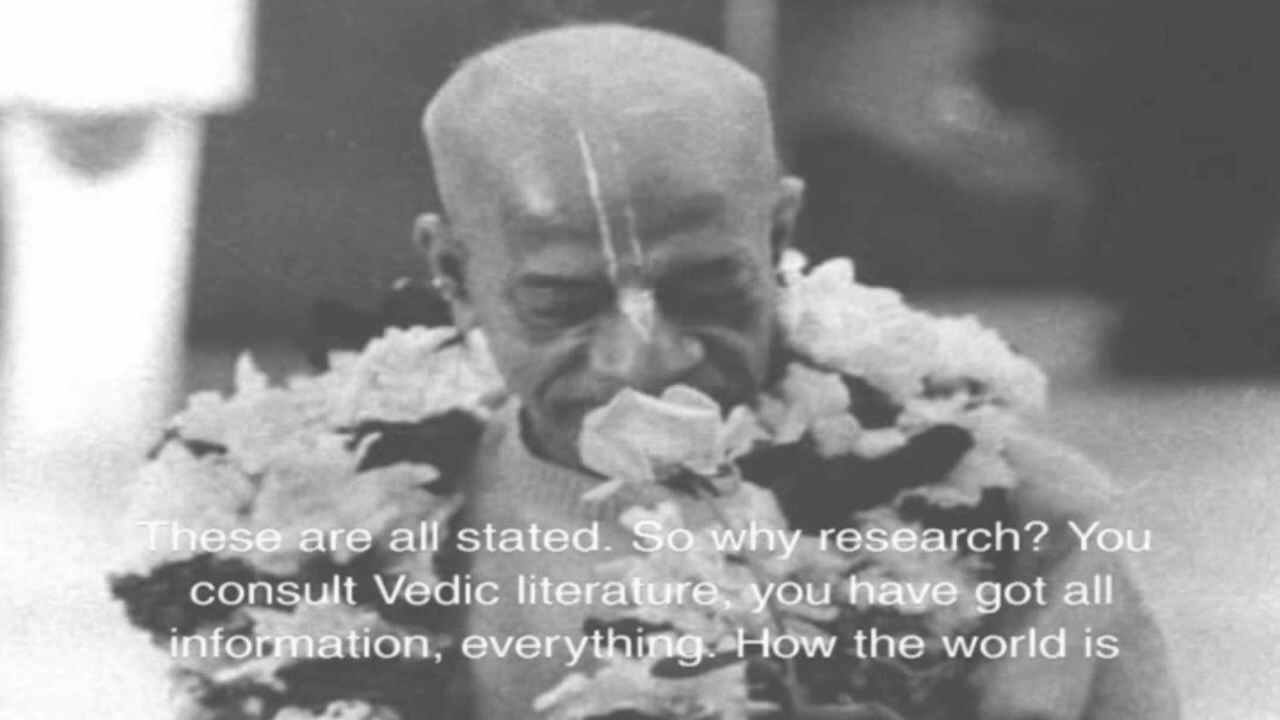 These are all stated. So why research? You
consult Vedic literature, you have got all
information, everything. How the world is